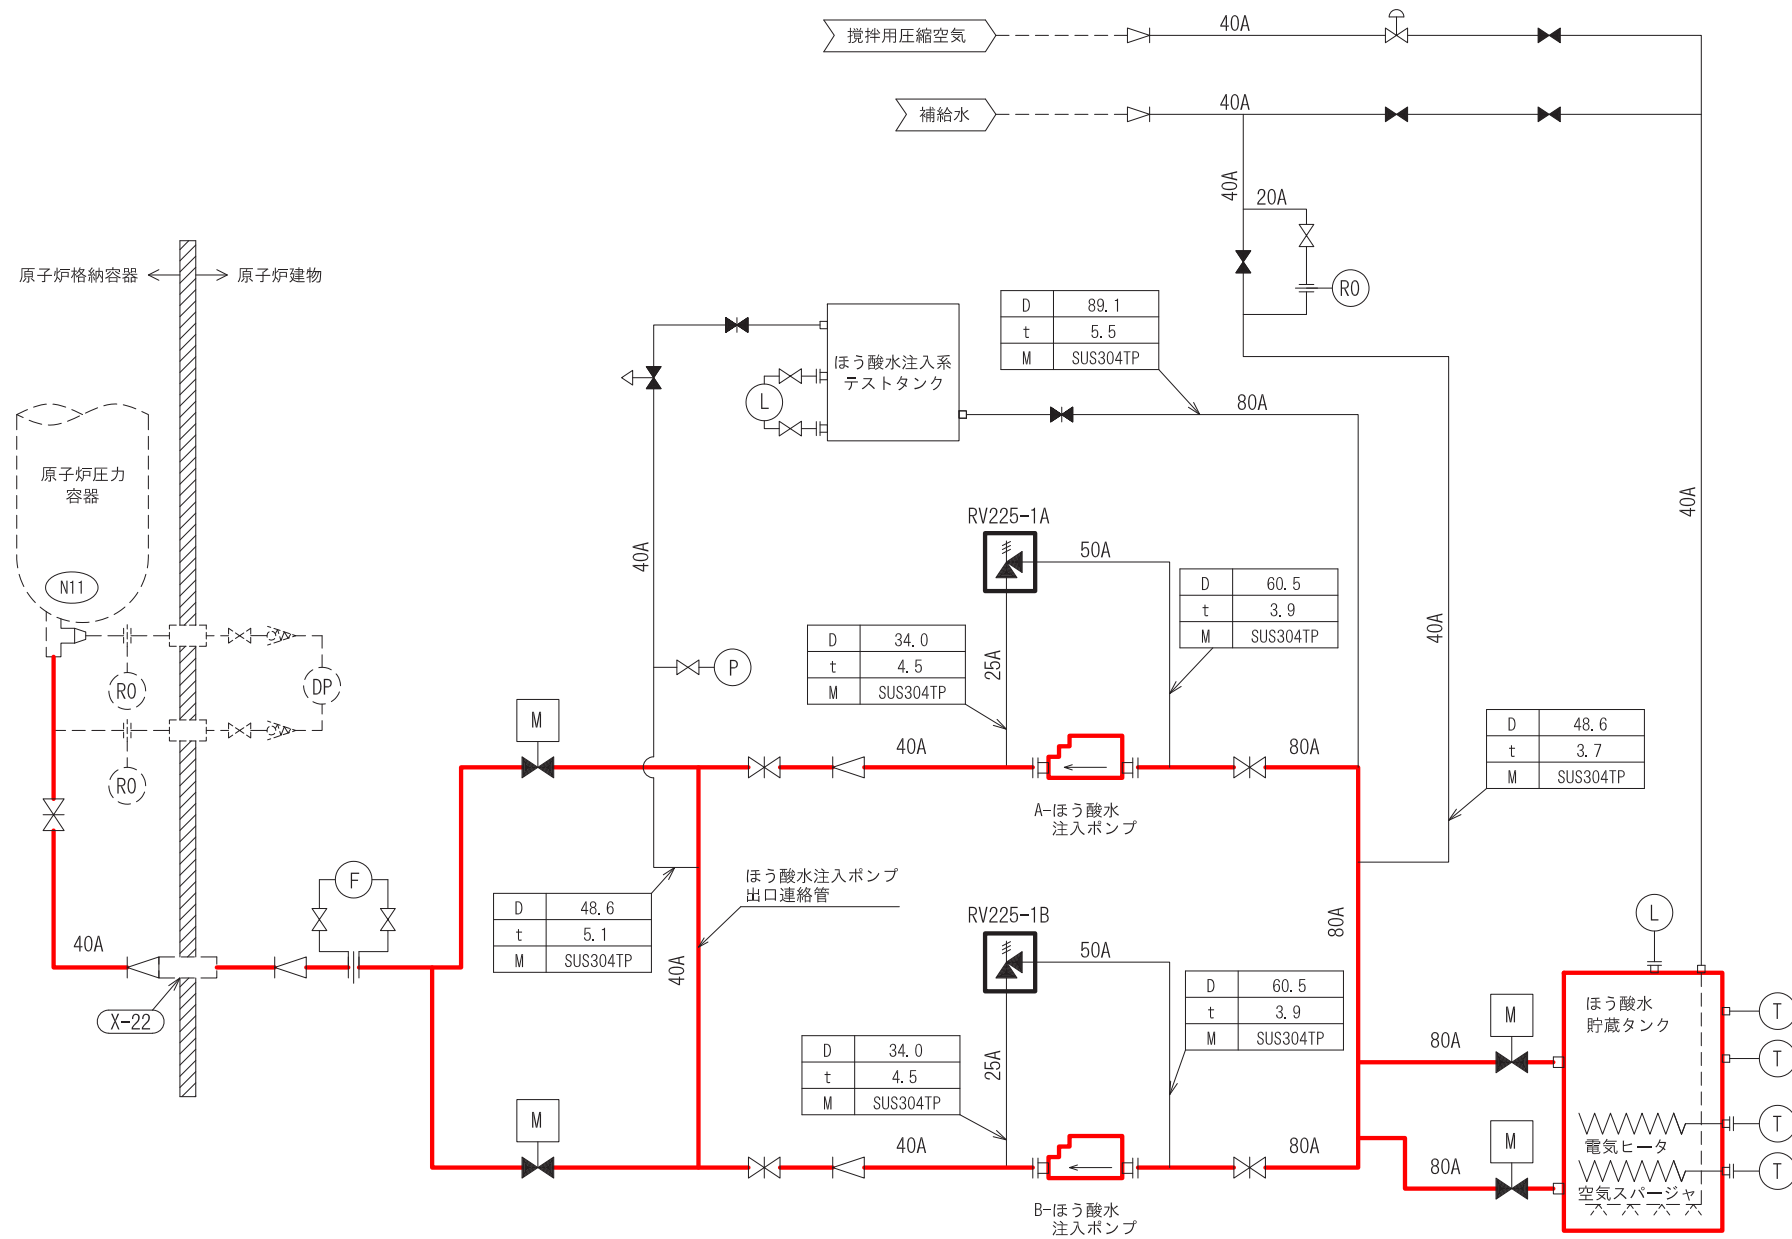 撹拌用圧縮空気
40A
補給水
40A
40A
20A
RO
原子炉格納容器
原子炉建物
D 89.1
t 5.5
M SUS304TP
ほう酸水注入系
テストタンク
L
80A
原子炉圧力
容器
N11
40A
RV225-1A
50A
40A
D 60.5
t 3.9
M SUS304TP
D 34.0
t 4.5
M SUS304TP
25A
40A
P
RO
DP
RO
M
40A
80A
D 48.6
t 3.7
M SUS304TP
A-ほう酸水
注入ポンプ
F
ほう酸水注入ポンプ
出口連絡管
D 48.6
t 5.1
M SUS304TP
40A
RV225-1B
50A
80A
L
40A
X-22
D 60.5
t 3.9
M SUS304TP
ほう酸水
貯蔵タンク
M
T
80A
T
D 34.0
t 4.5
M SUS304TP
25A
M
40A
80A
M
T
電気ヒータ
80A
T
空気スパージャ
B-ほう酸水
注入ポンプ